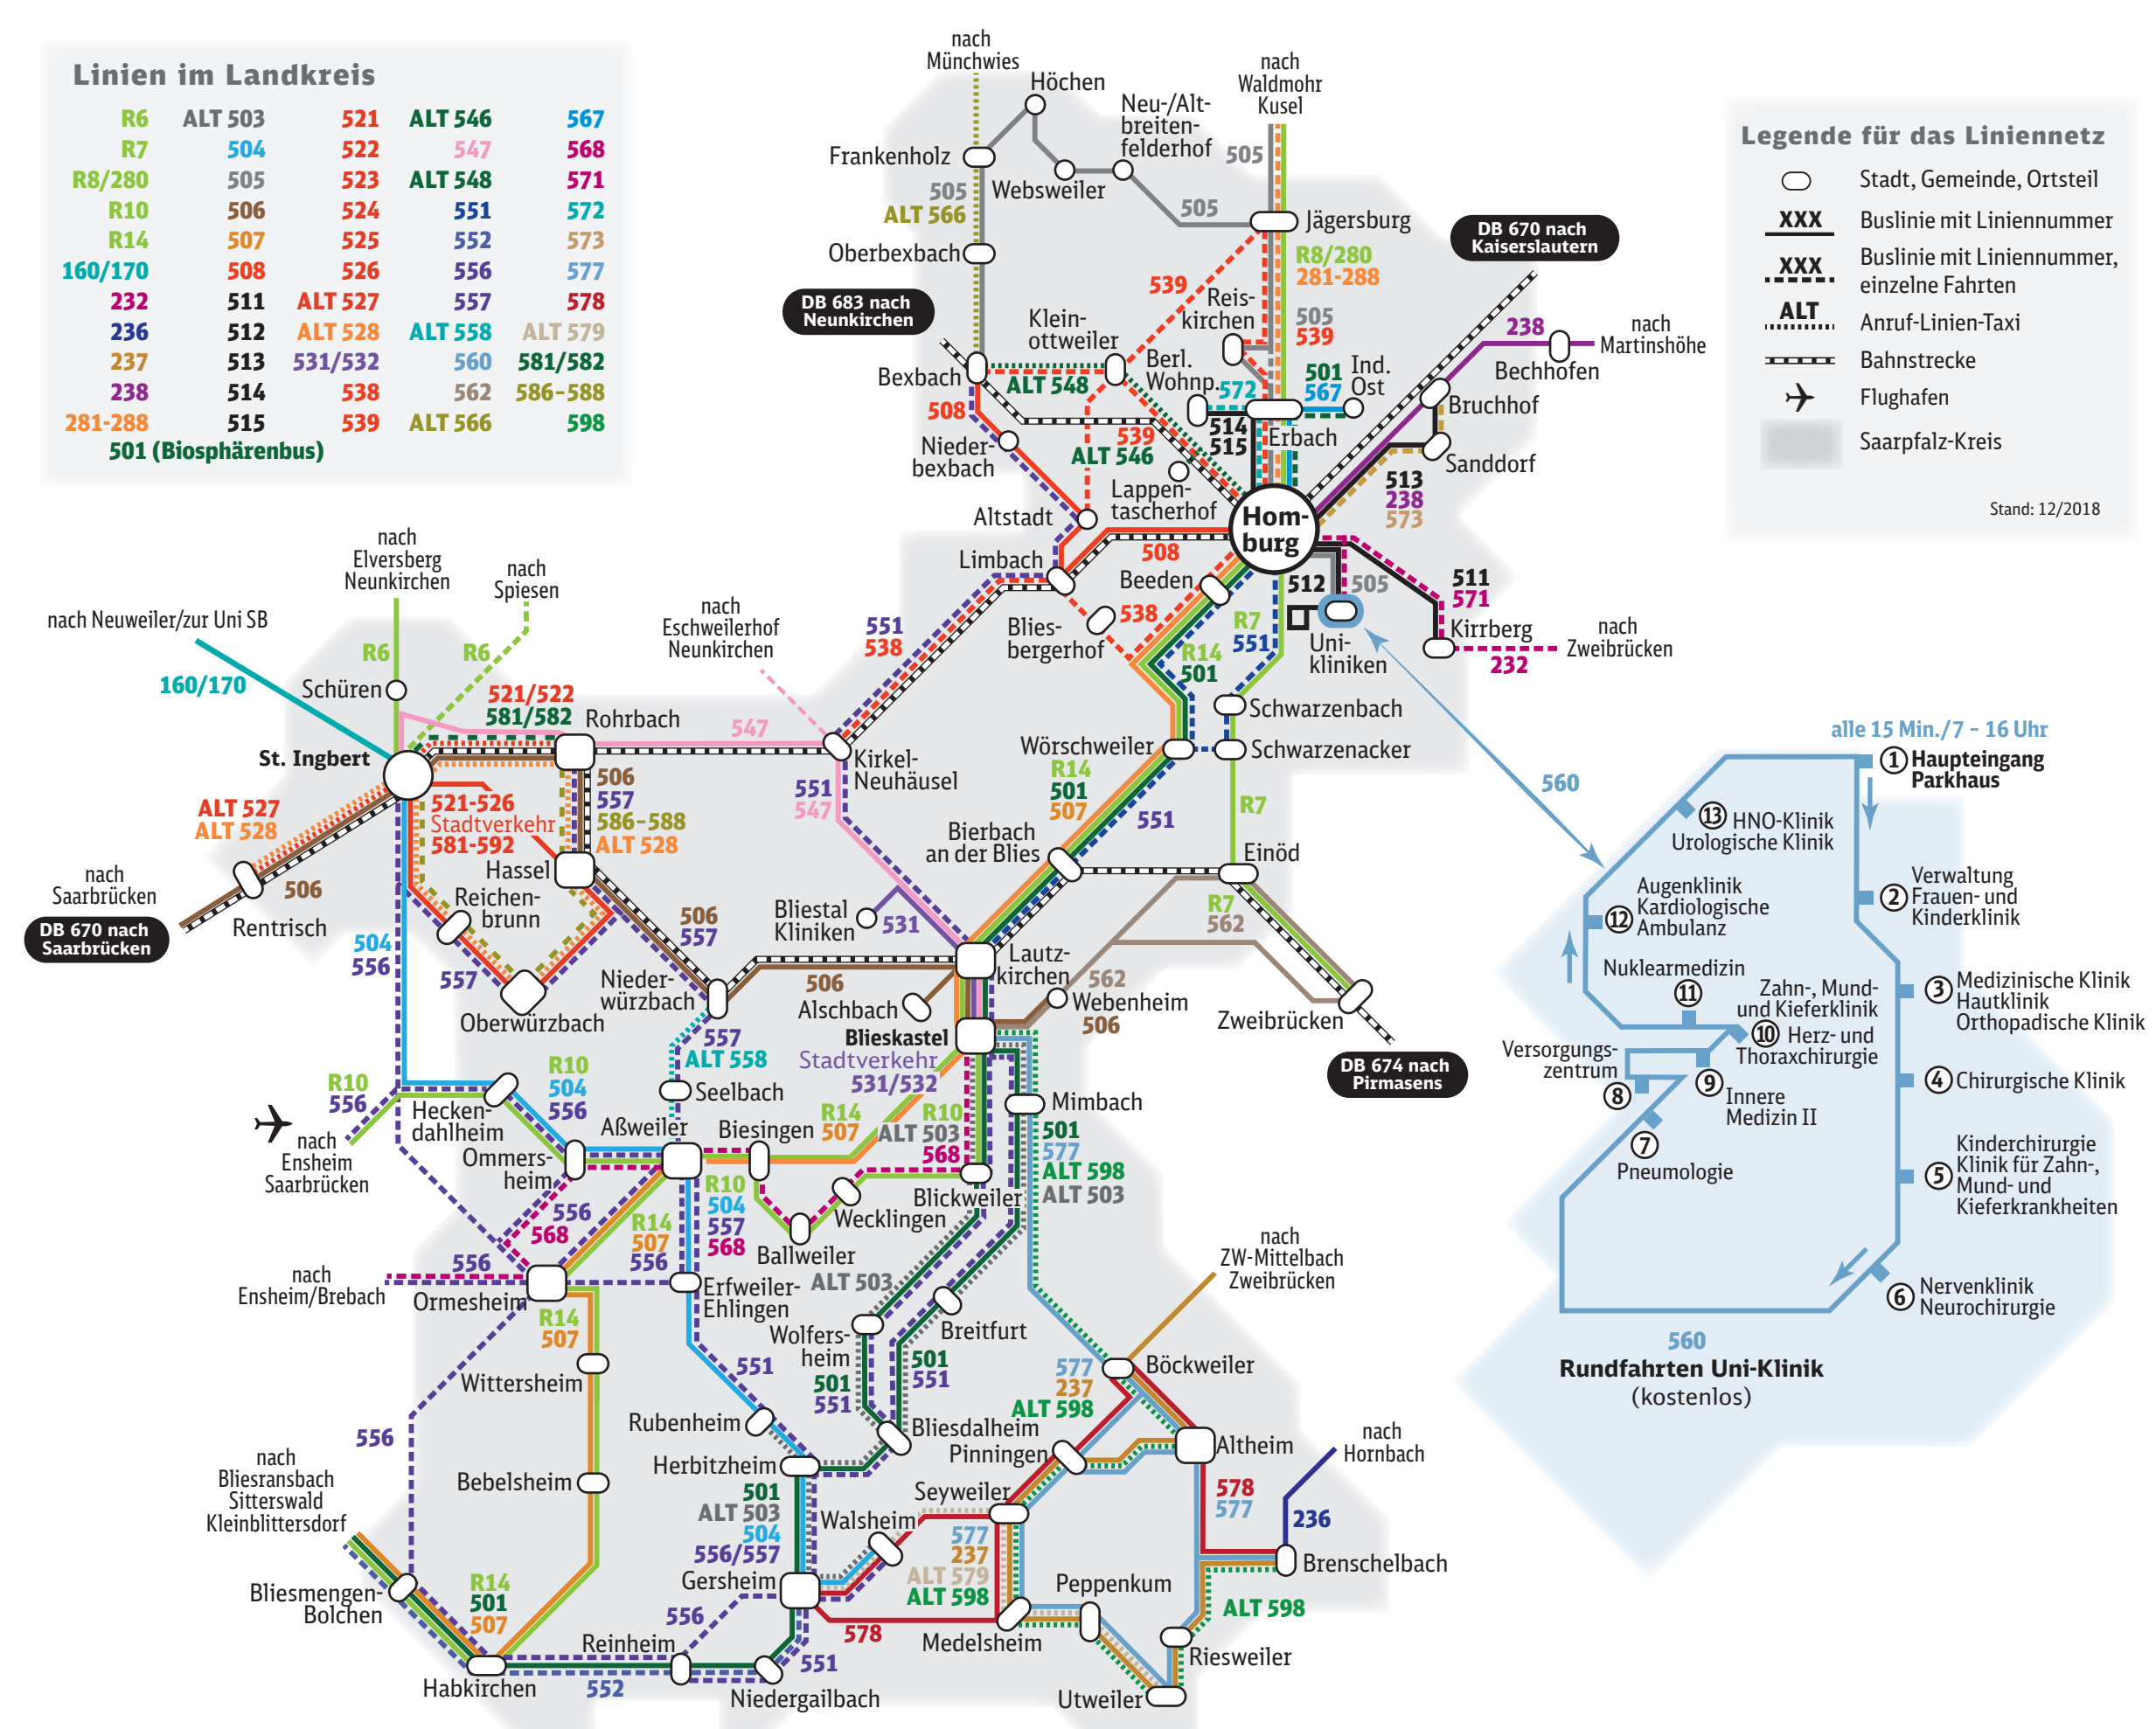 Linien im Landkreis
R6 ALT 503 521 ALT 546 567
R7 504 522 547 568
R8/280 505 523 ALT 548 571
R10 506 524 551 572
R14 507 525 552 573
160/170 508 526 556 577
232 511 ALT 527 557 578
236 512 ALT 528 ALT 558 ALT 579
237 513 531/532 560 581/582
238 514 538 562 586–588
281-288 515 539 ALT 566 598
501 (Biosphärenbus)
Legende für das Liniennetz
Stadt, Gemeinde, Ortsteil
XXX Buslinie mit Liniennummer
XXX Buslinie mit Liniennummer,
einzelne Fahrten
ALT Anruf-Linien-Taxi
Bahnstrecke
Flughafen
Saarpfalz-Kreis
Stand: 12/2018
nach
Münchwies
Höchen
Neu-/Alt-
breiten-
felderhof
nach
Waldmohr
Kusel
505
Frankenholz
505
ALT 566
Websweiler
505
Jägersburg
Oberbexbach
R8/280
281-288
DB 670 nach
Kaiserslautern
DB 683 nach
Neunkirchen
539
Reis-
kirchen
505
539
Klein-
ottweiler
238
nach
Martinshöhe
Bechhofen
Bexbach
ALT 548
Berl.
Wohnp.
572
501
567
Ind.
Ost
Bruchhof
508
514
515
Erbach
Nieder-
bexbach
539
ALT 546
Sanddorf
Lappen-
tascherhof
513
238
573
Altstadt
Hom-
burg
Limbach
508
Beeden
512
505
511
571
538
Blies-
bergerhof
R7
551
Uni-
kliniken
Kirrberg
232
nach
Zweibrücken
R14
501
nach
Elversberg
Neunkirchen
nach
Spiesen
nach Neuweiler/zur Uni SB
nach
Eschweilerhof
Neunkirchen
551
538
R6
R6
160/170
Schüren
521/522
581/582
Rohrbach
547
Schwarzenbach
St. Ingbert
Kirkel-
Neuhäusel
Wörschweiler
Schwarzenacker
506
557
586–588
ALT 528
551
547
R14
501
507
551
R7
ALT 527
ALT 528
521-526
Stadtverkehr
581-592
Bierbach
an der Blies
Einöd
Hassel
nach
Saarbrücken
506
Reichen-
brunn
Rentrisch
DB 670 nach
Saarbrücken
506
557
Bliestal
Kliniken
531
R7
562
504
556
557
Lautz-
kirchen
Nieder-
würzbach
506
562
Alschbach
Webenheim
506
Zweibrücken
Oberwürzbach
Blieskastel
Stadtverkehr
531/532
557
ALT 558
DB 674 nach
Pirmasens
R10
556
R10
504
556
Seelbach
Mimbach
Hecken-
dahlheim
nach
Ensheim
Saarbrücken
Aßweiler
Biesingen
R14
507
R10
ALT 503
568
501
577
ALT 598
ALT 503
Ommers-
heim
Blickweiler
R10
504
557
568
Wecklingen
556
568
R14
507
556
Ballweiler
nach
ZW-Mittelbach
Zweibrücken
556
nach
Ensheim/Brebach
Ormesheim
Erfweiler-
Ehlingen
ALT 503
R14
507
Wolfers-
heim
Breitfurt
Wittersheim
551
501
551
501
551
577
237
ALT 598
Böckweiler
Rubenheim
Bliesdalheim
556
Pinningen
Altheim
nach
Hornbach
nach
Bliesransbach
Sitterswald
Kleinblittersdorf
Bebelsheim
Herbitzheim
501
ALT 503
504
556/557
Seyweiler
578
577
Walsheim
577
237
ALT 579
ALT 598
236
Gersheim
Brenschelbach
Bliesmengen-
Bolchen
R14
501
507
Peppenkum
556
578
Medelsheim
ALT 598
Reinheim
551
Riesweiler
Habkirchen
552
Niedergailbach
Utweiler
alle 15 Min./7 – 16 Uhr
560
1 Haupteingang
Parkhaus
13 HNO-Klinik
Urologische Klinik
2 Verwaltung
Frauen- und
Kinderklinik
12 Augenklinik
Kardiologische
Ambulanz
Nuklearmedizin
11
3 Medizinische Klinik
Hautklinik
Orthopadische Klinik
Zahn-, Mund-
und Kieferklinik
10 Herz- und
Thoraxchirurgie
Versorgungs-
zentrum
8
9 Innere
Medizin II
4 Chirurgische Klinik
7
Pneumologie
5 Kinderchirurgie
Klinik für Zahn-,
Mund- und
Kieferkrankheiten
6 Nervenklinik
Neurochirurgie
560
Rundfahrten Uni-Klinik
(kostenlos)